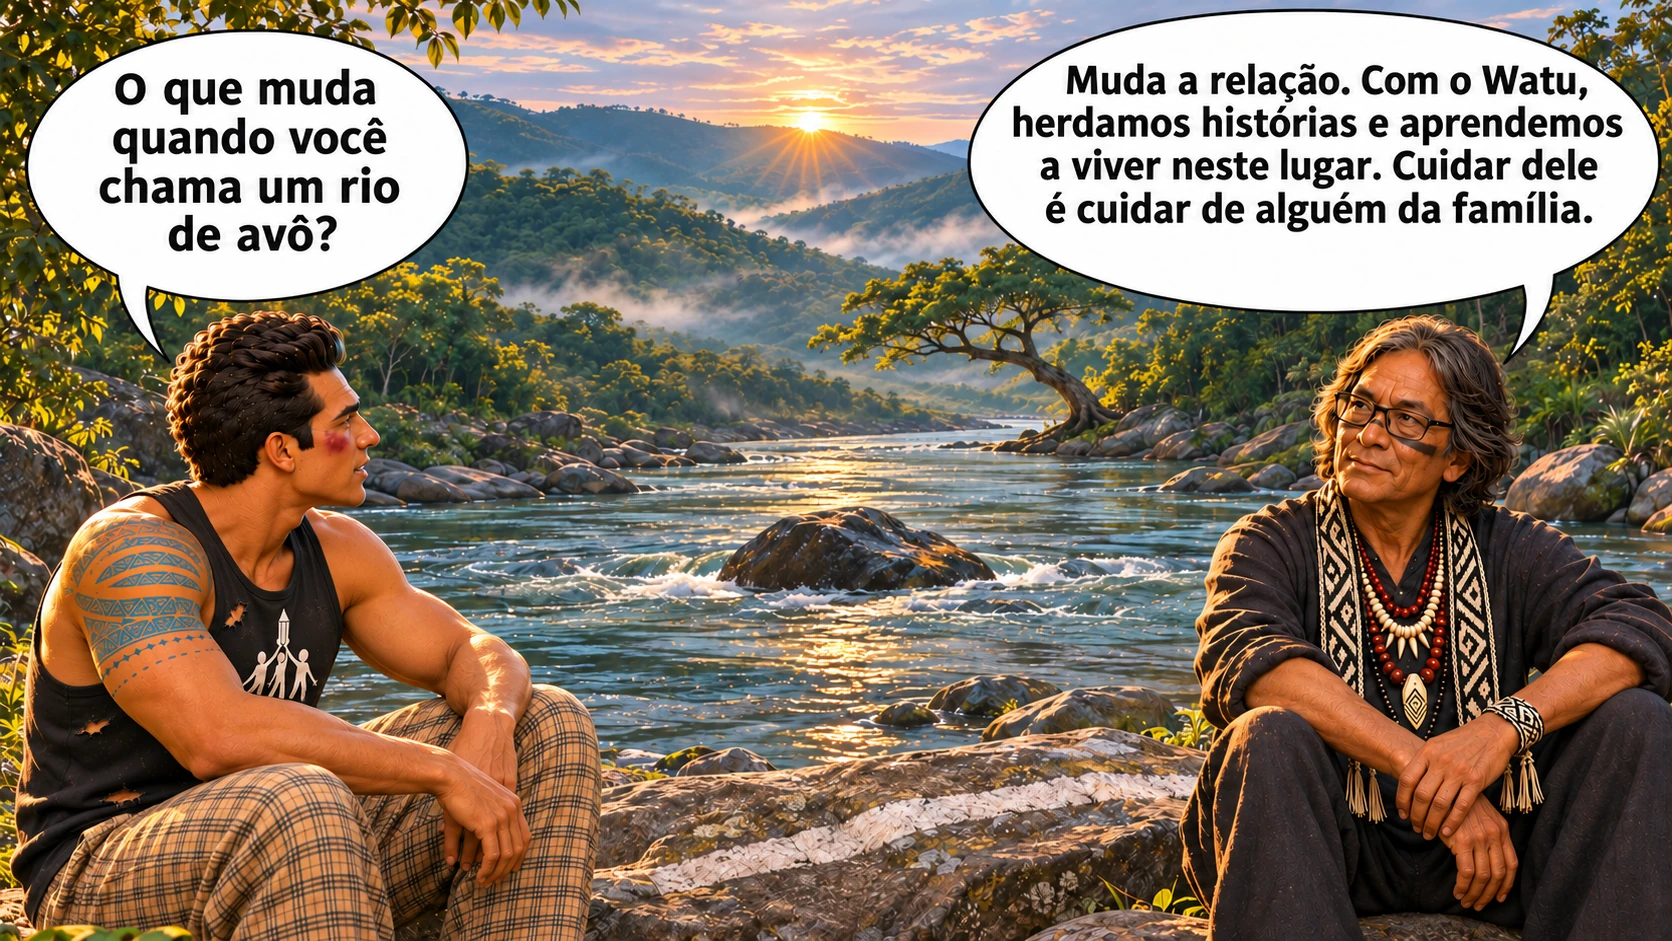 O que muda
quando você
chama um rio
de avô?
Muda a relação. Com o Watu,
herdamos histórias e aprendemos
a viver neste lugar. Cuidar dele
é cuidar de alguém da família.